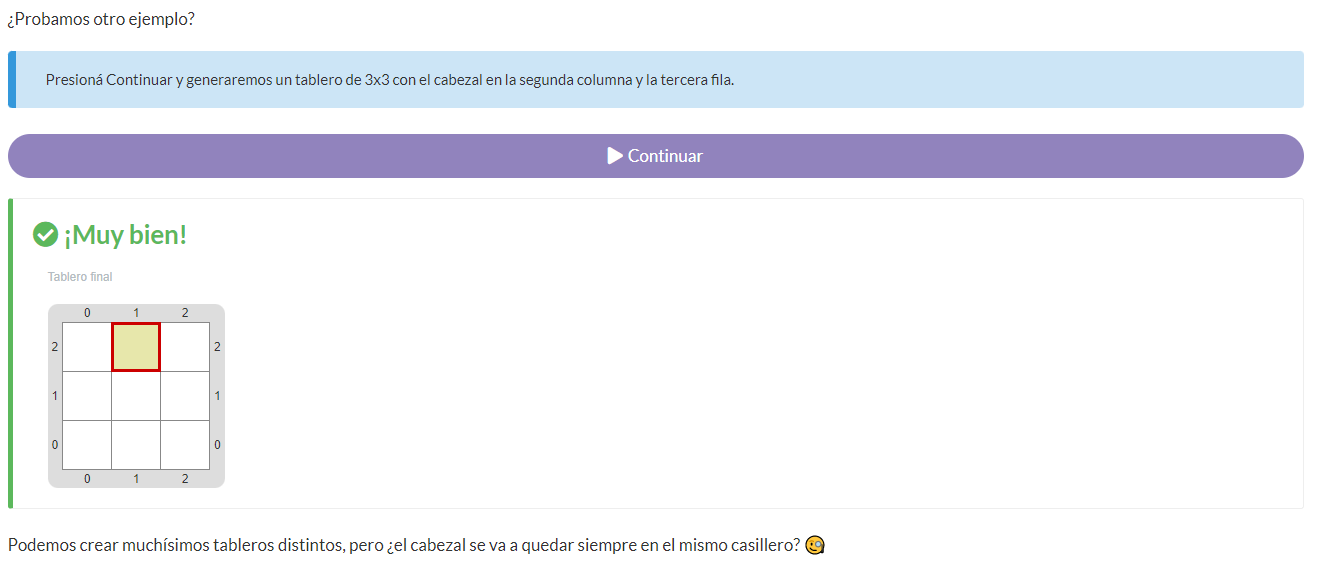 ¿Probamos otro ejemplo?
Presioná Continuar y generaremos un tablero de 3x3 con el cabezal en la segunda columna y la tercera fila.
Continuar
¡Muy bien!
Tablero final
0 1 2
2 2
1 1
0 0
0 1 2
Podemos crear muchísimos tableros distintos, pero ¿el cabezal se va a quedar siempre en el mismo casillero? 🧐